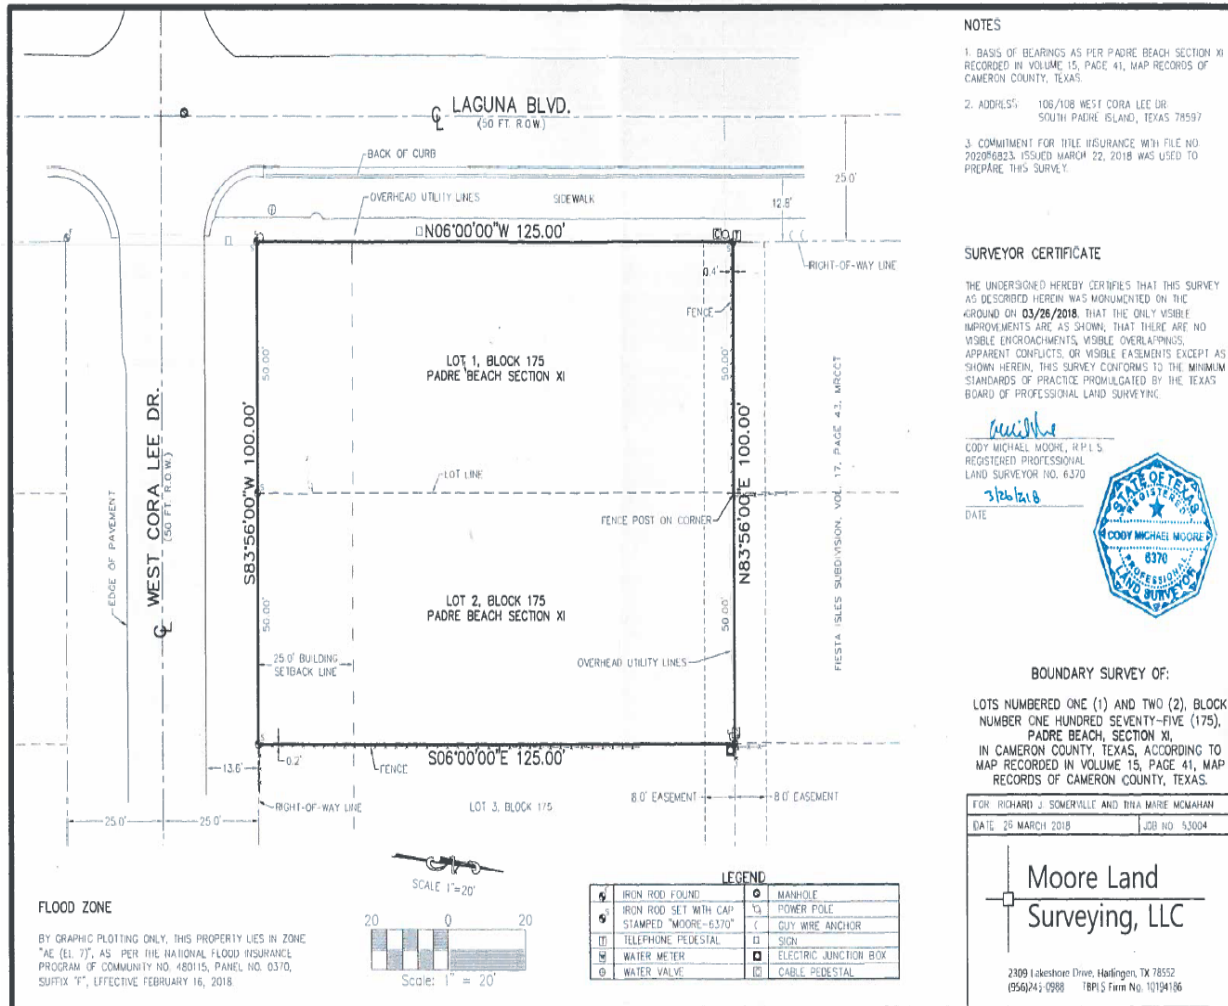 LAGUNA BLVD.
(50 FT. R.O.W.)
BACK OF CURB
OVERHEAD UTILITY LINES
SIDEWALK
25.0'
12.8'
N06°00'00"W 125.00'
RIGHT-OF-WAY LINE
0.4'
FENCE
LOT 1, BLOCK 175
PADRE BEACH SECTION XI
50.00'
50.00'
WEST CORA LEE DR.
(50 FT. R.O.W.)
EDGE OF PAVEMENT
S83°56'00"W 100.00'
LOT LINE
FENCE POST ON CORNER
N83°56'00"E 100.00'
FIESTA ISLES SUBDIVISION, VOL. 17, PAGE 43, MRCCT
LOT 2, BLOCK 175
PADRE BEACH SECTION XI
50.00'
50.00'
25.0' BUILDING
SETBACK LINE
OVERHEAD UTILITY LINES
S06°00'00"E 125.00'
0.2'
FENCE
13.6'
RIGHT-OF-WAY LINE
LOT 3, BLOCK 175
8.0' EASEMENT
8.0' EASEMENT
25.0'
25.0'
SCALE 1"=20'
20 0 20
Scale: 1" = 20'
FLOOD ZONE
BY GRAPHIC PLOTTING ONLY, THIS PROPERTY LIES IN ZONE
"AE (EL. 7)", AS PER THE NATIONAL FLOOD INSURANCE
PROGRAM OF COMMUNITY NO. 480115, PANEL NO. 0370,
SUFFIX "F", EFFECTIVE FEBRUARY 16, 2018.
LEGEND
IRON ROD FOUND
MANHOLE
IRON ROD SET WITH CAP
STAMPED "MOORE-6370"
POWER POLE
GUY WIRE ANCHOR
TELEPHONE PEDESTAL
SIGN
WATER METER
ELECTRIC JUNCTION BOX
WATER VALVE
CABLE PEDESTAL
NOTES
1. BASIS OF BEARINGS AS PER PADRE BEACH SECTION XI
RECORDED IN VOLUME 15, PAGE 41, MAP RECORDS OF
CAMERON COUNTY, TEXAS.
2. ADDRESS 106/108 WEST CORA LEE DR
SOUTH PADRE ISLAND, TEXAS 78597
3. COMMITMENT FOR TITLE INSURANCE WITH FILE NO.
202086823, ISSUED MARCH 22, 2018 WAS USED TO
PREPARE THIS SURVEY.
SURVEYOR CERTIFICATE
THE UNDERSIGNED HEREBY CERTIFIES THAT THIS SURVEY
AS DESCRIBED HEREIN WAS MONUMENTED ON THE
GROUND ON 03/26/2018, THAT THE ONLY VISIBLE
IMPROVEMENTS ARE AS SHOWN; THAT THERE ARE NO
VISIBLE ENCROACHMENTS, VISIBLE OVERLAPPINGS,
APPARENT CONFLICTS, OR VISIBLE EASEMENTS EXCEPT AS
SHOWN HEREIN, THIS SURVEY CONFORMS TO THE MINIMUM
STANDARDS OF PRACTICE PROMULGATED BY THE TEXAS
BOARD OF PROFESSIONAL LAND SURVEYING
CODY MICHAEL MOORE, R.P.L.S.
REGISTERED PROFESSIONAL
LAND SURVEYOR NO. 6370
DATE
STATE OF TEXAS
REGISTERED
CODY MICHAEL MOORE
6370
PROFESSIONAL
LAND SURVEYOR
BOUNDARY SURVEY OF:
LOTS NUMBERED ONE (1) AND TWO (2), BLOCK
NUMBER ONE HUNDRED SEVENTY-FIVE (175),
PADRE BEACH, SECTION XI,
IN CAMERON COUNTY, TEXAS, ACCORDING TO
MAP RECORDED IN VOLUME 15, PAGE 41, MAP
RECORDS OF CAMERON COUNTY, TEXAS.
FOR RICHARD J. SOMERVILLE AND TINA MARIE MCMAHAN
DATE 26 MARCH 2018 JOB NO 53004
Moore Land
Surveying, LLC
2309 Lakeshore Drive, Harlingen, TX 78552
(956)245-0988 TBPLS Firm No. 10194186